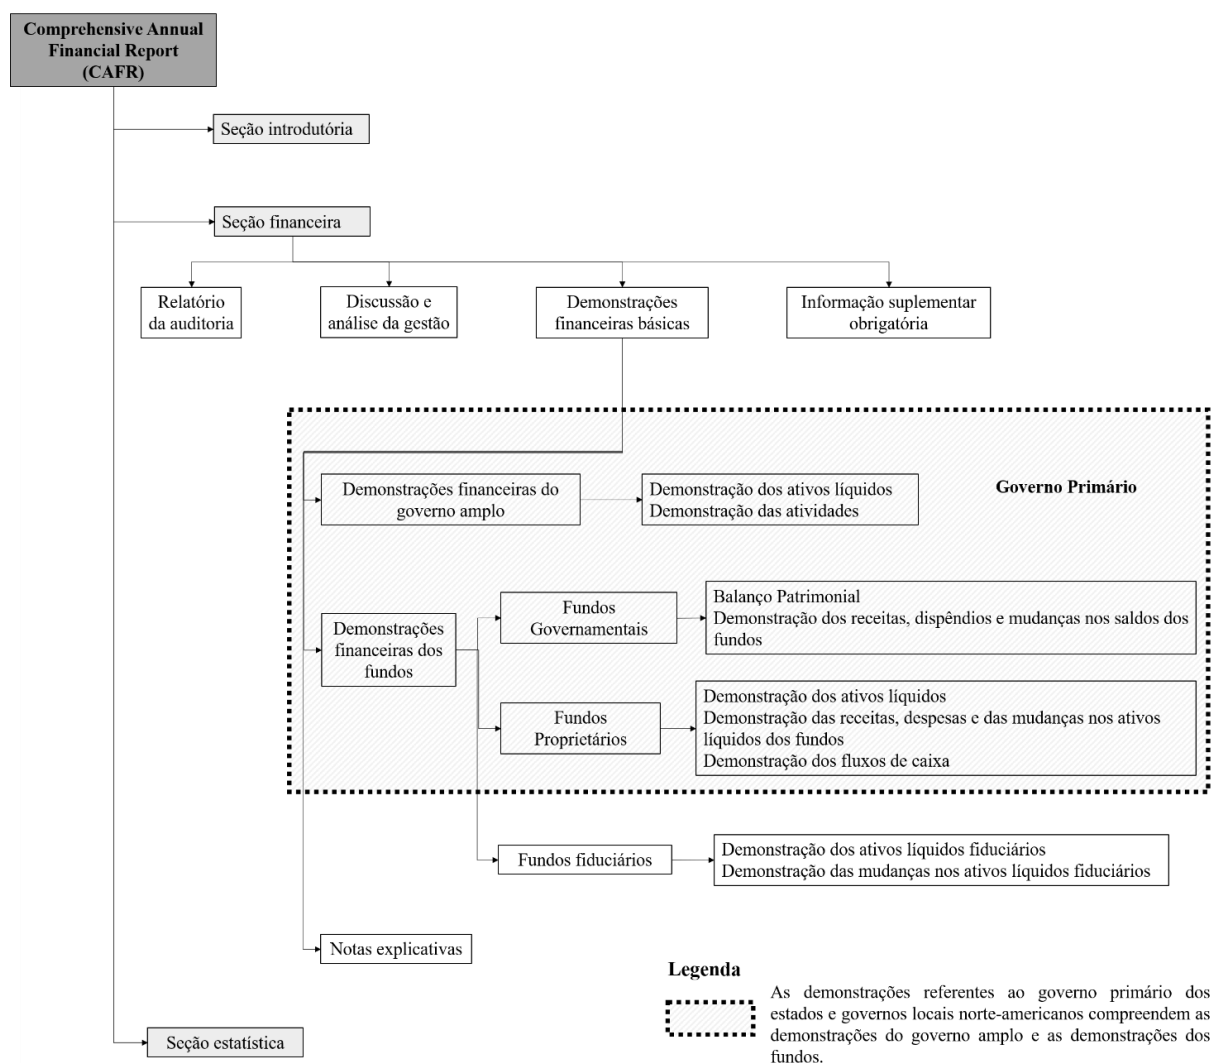 Comprehensive Annual
Financial Report
(CAFR)
Seção introdutória
Seção financeira
Relatório
da auditoria
Discussão e
análise da gestão
Demonstrações
financeiras básicas
Informação suplementar
obrigatória
Demonstrações financeiras do
governo amplo
Demonstração dos ativos líquidos
Demonstração das atividades
Governo Primário
Demonstrações
financeiras dos
fundos
Fundos
Governamentais
Balanço Patrimonial
Demonstração dos receitas, dispêndios e mudanças nos saldos dos
fundos
Fundos
Proprietários
Demonstração dos ativos líquidos
Demonstração das receitas, despesas e das mudanças nos ativos
líquidos dos fundos
Demonstração dos fluxos de caixa
Fundos fiduciários
Demonstração dos ativos líquidos fiduciários
Demonstração das mudanças nos ativos líquidos fiduciários
Notas explicativas
Legenda
As demonstrações referentes ao governo primário dos
estados e governos locais norte-americanos compreendem as
demonstrações do governo amplo e as demonstrações dos
fundos.
Seção estatística